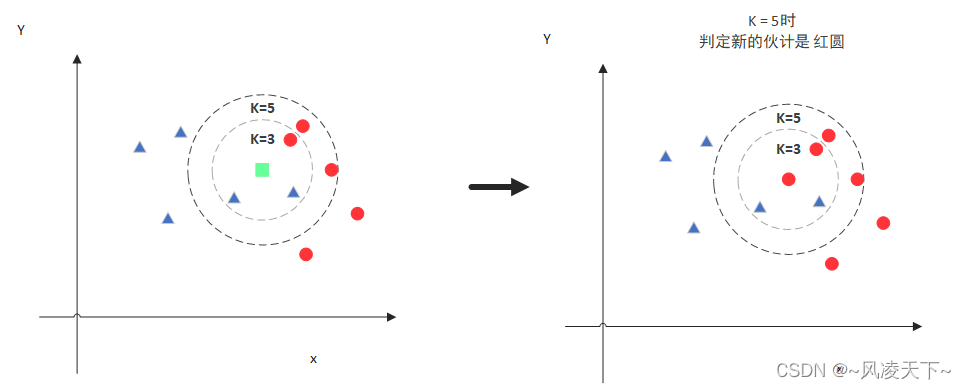 Y
K=5
K=3
x
K = 5时
判定新的伙计是 红圆
Y
K=5
K=3
CSDN @~风凌天下~